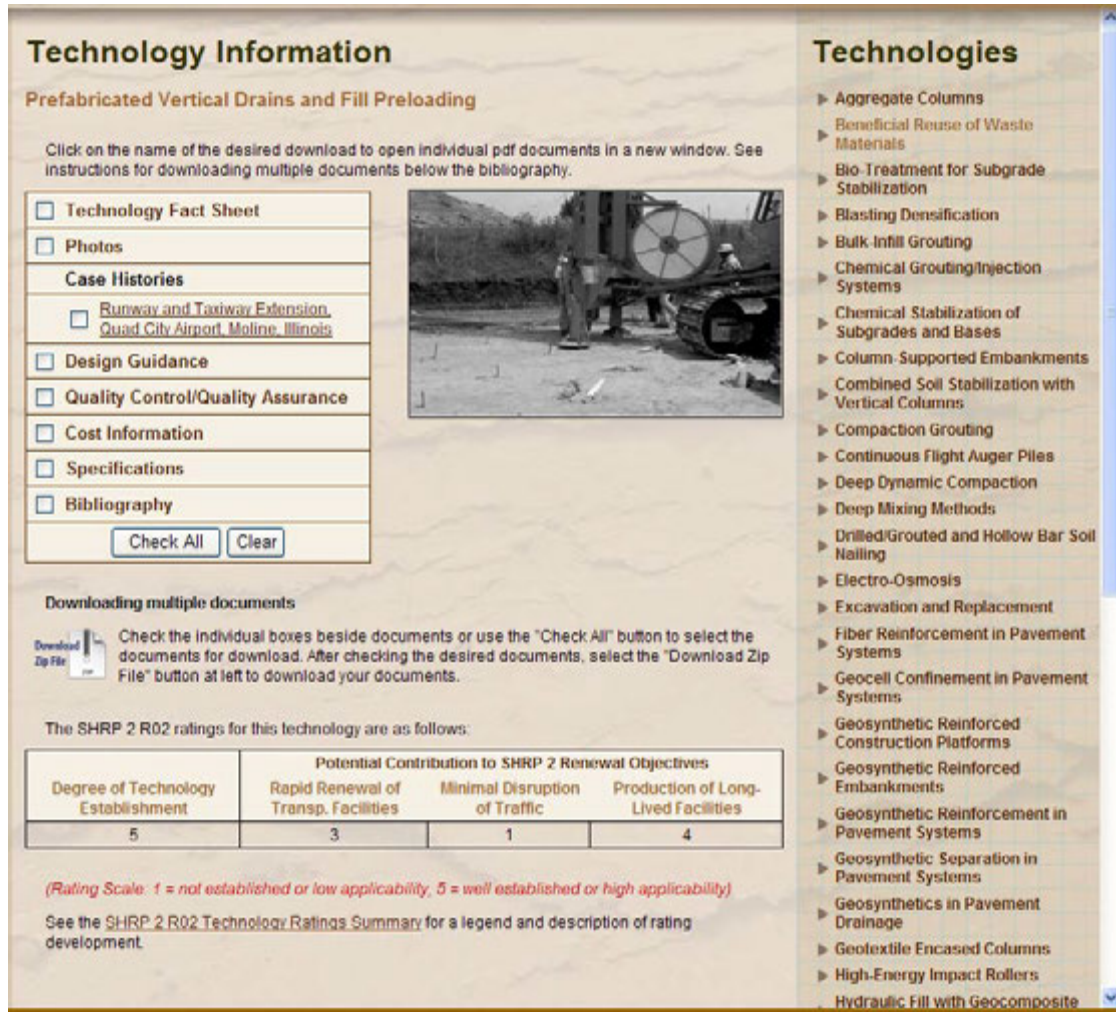 Technology Information
Prefabricated Vertical Drains and Fill Preloading
Click on the name of the desired download to open individual pdf documents in a new window. See
instructions for downloading multiple documents below the bibliography.
Technology Fact Sheet
Photos
Case Histories
Runway and Taxiway Extension,
Quad City Airport, Moline, Illinois
Design Guidance
Quality Control/Quality Assurance
Cost Information
Specifications
Bibliography
Check All Clear
Downloading multiple documents
Download
Zip File
Check the individual boxes beside documents or use the "Check All" button to select the
documents for download. After checking the desired documents, select the "Download Zip
File" button at left to download your documents.
The SHRP 2 R02 ratings for this technology are as follows:
Potential Contribution to SHRP 2 Renewal Objectives
Degree of Technology
Establishment
Rapid Renewal of
Transp. Facilities
Minimal Disruption
of Traffic
Production of Long-
Lived Facilities
5 3 1 4
(Rating Scale: 1 = not established or low applicability, 5 = well established or high applicability)
See the SHRP 2 R02 Technology Ratings Summary for a legend and description of rating
development.
Technologies
Aggregate Columns
Beneficial Reuse of Waste
Materials
Bio-Treatment for Subgrade
Stabilization
Blasting Densification
Bulk-Infill Grouting
Chemical Grouting/Injection
Systems
Chemical Stabilization of
Subgrades and Bases
Column-Supported Embankments
Combined Soil Stabilization with
Vertical Columns
Compaction Grouting
Continuous Flight Auger Piles
Deep Dynamic Compaction
Deep Mixing Methods
Drilled/Grouted and Hollow Bar Soil
Nailing
Electro-Osmosis
Excavation and Replacement
Fiber Reinforcement in Pavement
Systems
Geocell Confinement in Pavement
Systems
Geosynthetic Reinforced
Construction Platforms
Geosynthetic Reinforced
Embankments
Geosynthetic Reinforcement in
Pavement Systems
Geosynthetic Separation in
Pavement Systems
Geosynthetics in Pavement
Drainage
Geotextile Encased Columns
High-Energy Impact Rollers
Hydraulic Fill with Geocomposite